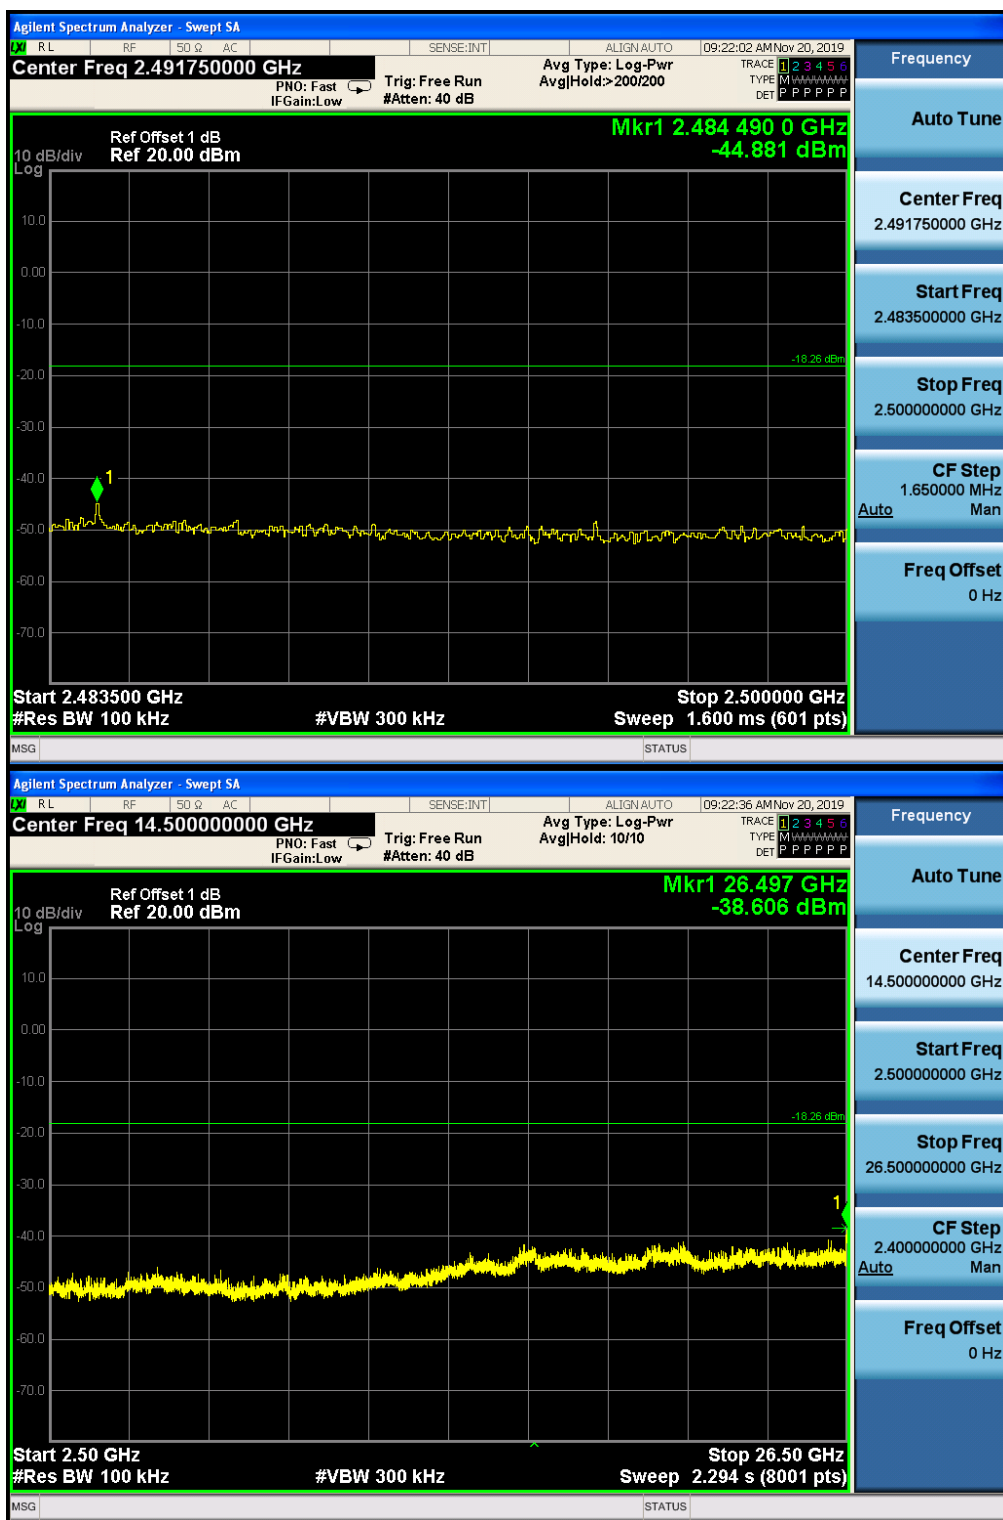 Agilent Spectrum Analyzer - Swept SA
LXI RL RF 50 Ω AC SENSE:INT ALIGN AUTO 09:22:02 AM Nov 20, 2019
Center Freq 2.491750000 GHz
PNO: Fast
IFGain:Low
Trig: Free Run
#Atten: 40 dB
Avg Type: Log-Pwr
Avg|Hold:>200/200
TRACE 1 2 3 4 5 6
TYPE M
DET P P P P P P
Mkr1 2.484 490 0 GHz
-44.881 dBm
Ref Offset 1 dB
10 dB/div Ref 20.00 dBm
Log
10.0
0.00
-10.0
-18.26 dBm
-20.0
-30.0
-40.0
1
-50.0
-60.0
-70.0
Start 2.483500 GHz Stop 2.500000 GHz
#Res BW 100 kHz #VBW 300 kHz Sweep 1.600 ms (601 pts)
MSG STATUS
Frequency
Auto Tune
Center Freq
2.491750000 GHz
Start Freq
2.483500000 GHz
Stop Freq
2.500000000 GHz
CF Step
1.650000 MHz
Auto Man
Freq Offset
0 Hz
Agilent Spectrum Analyzer - Swept SA
LXI RL RF 50 Ω AC SENSE:INT ALIGN AUTO 09:22:36 AM Nov 20, 2019
Center Freq 14.500000000 GHz
PNO: Fast
IFGain:Low
Trig: Free Run
#Atten: 40 dB
Avg Type: Log-Pwr
Avg|Hold: 10/10
TRACE 1 2 3 4 5 6
TYPE M
DET P P P P P P
Mkr1 26.497 GHz
-38.606 dBm
Ref Offset 1 dB
10 dB/div Ref 20.00 dBm
Log
10.0
0.00
-10.0
-18.26 dBm
-20.0
-30.0
1
-40.0
-50.0
-60.0
-70.0
Start 2.50 GHz Stop 26.50 GHz
#Res BW 100 kHz #VBW 300 kHz Sweep 2.294 s (8001 pts)
MSG STATUS
Frequency
Auto Tune
Center Freq
14.500000000 GHz
Start Freq
2.500000000 GHz
Stop Freq
26.500000000 GHz
CF Step
2.400000000 GHz
Auto Man
Freq Offset
0 Hz